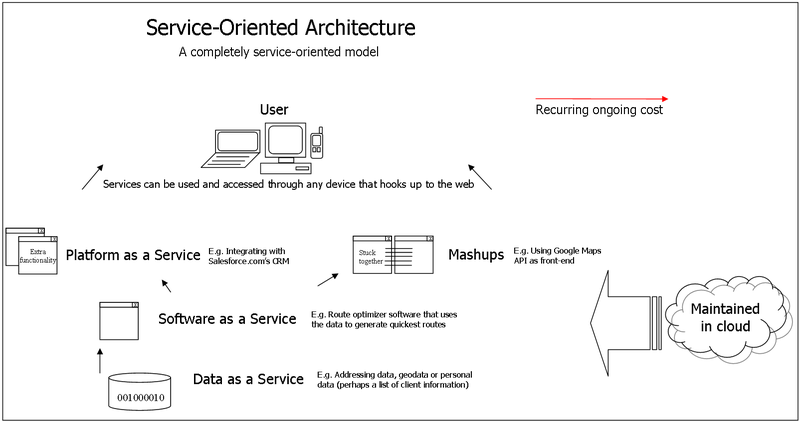 Service-Oriented Architecture
A completely service-oriented model
User
Recurring ongoing cost
Services can be used and accessed through any device that hooks up to the web
Extra
functionality
Platform as a Service
E.g. Integrating with
Salesforce.com's CRM
Stuck
together
Mashups
E.g. Using Google Maps
API as front-end
Software as a Service
E.g. Route optimizer software that uses
the data to generate quickest routes
Maintained
in cloud
001000010
Data as a Service
E.g. Addressing data, geodata or personal
data (perhaps a list of client information)